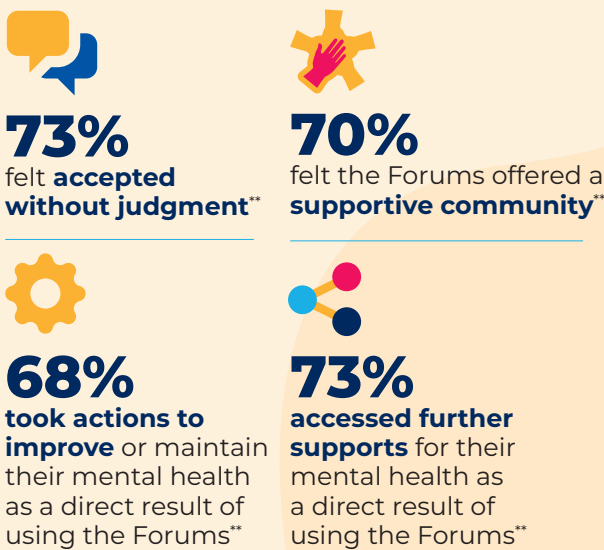 73%
felt accepted
without judgment**
70%
felt the Forums offered a
supportive community**
68%
took actions to
improve or maintain
their mental health
as a direct result of
using the Forums**
73%
accessed further
supports for their
mental health as
a direct result of
using the Forums**